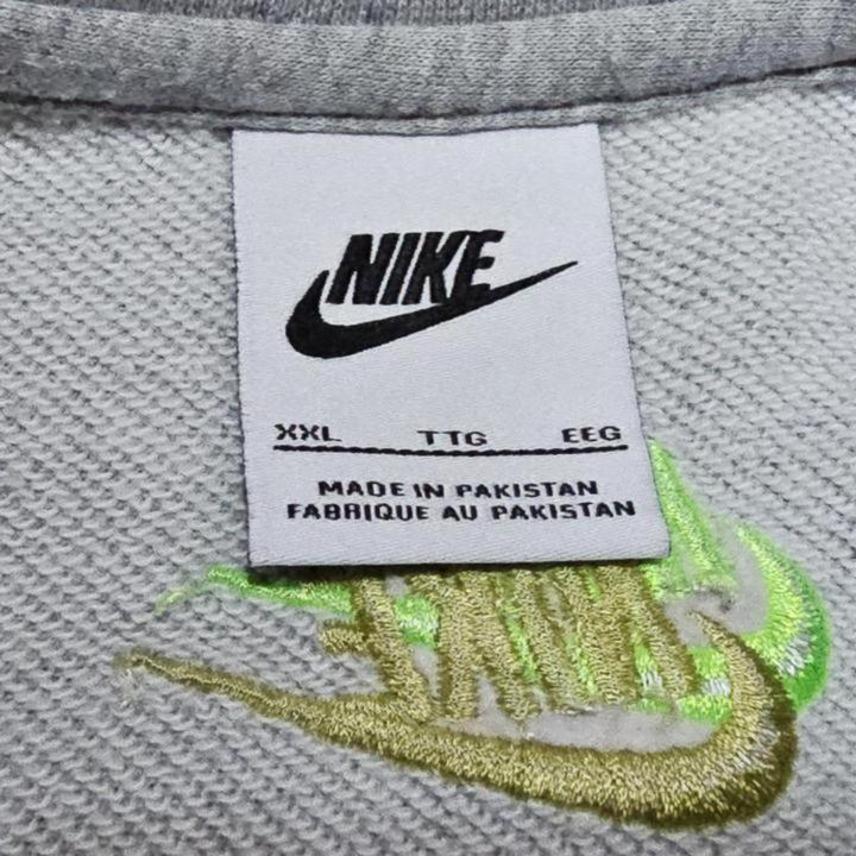 NIKE
XXL TTG EEG
MADE IN PAKISTAN
FABRIQUE AU PAKISTAN